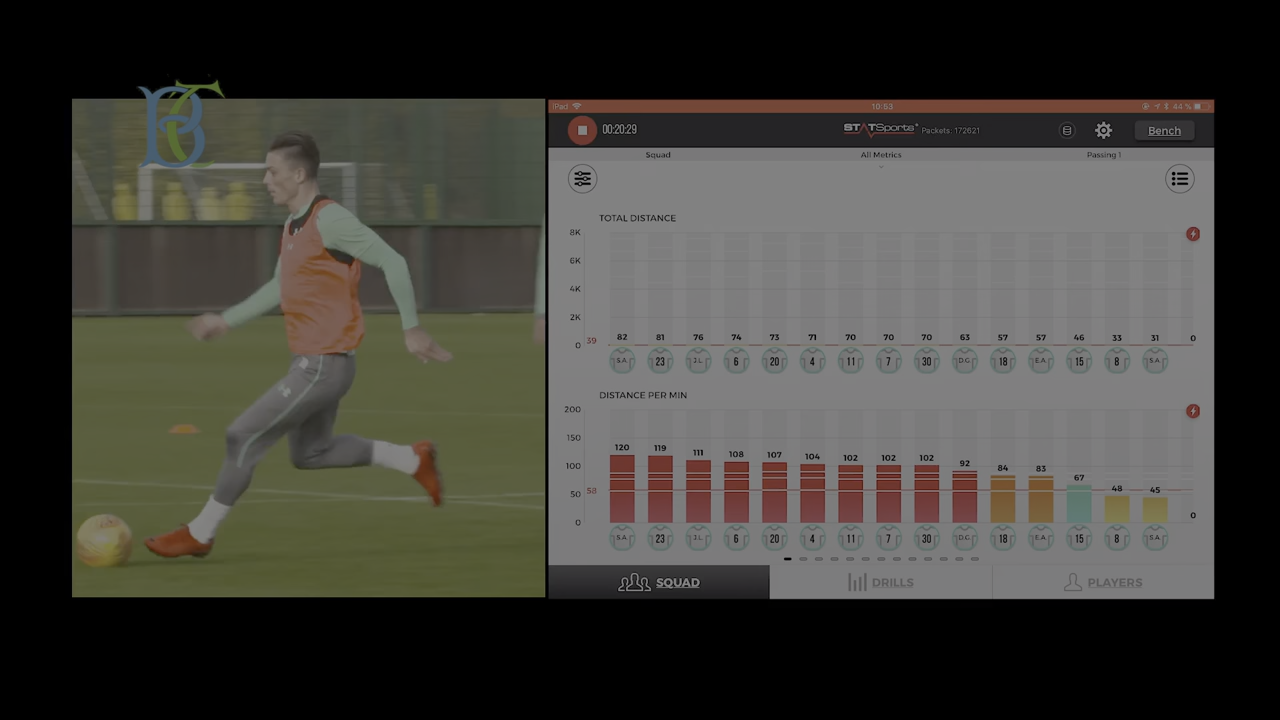 iPad 10:53 44 %
00:20:29 STATSports Packets: 172621 Bench
Squad All Metrics Passing 1
TOTAL DISTANCE
8K
6K
4K
2K
0
39
82 81 76 74 73 71 70 70 70 63 57 57 46 33 31 0
S.A. 23 J.L. 6 20 4 11 7 30 D.G. 18 E.A. 15 8 S.A.
DISTANCE PER MIN
200
150
100
50
0
58
120 119 111 108 107 104 102 102 102 92 84 83 67 48 45 0
S.A. 23 J.L. 6 20 4 11 7 30 D.G. 18 E.A. 15 8 S.A.
SQUAD DRILLS PLAYERS